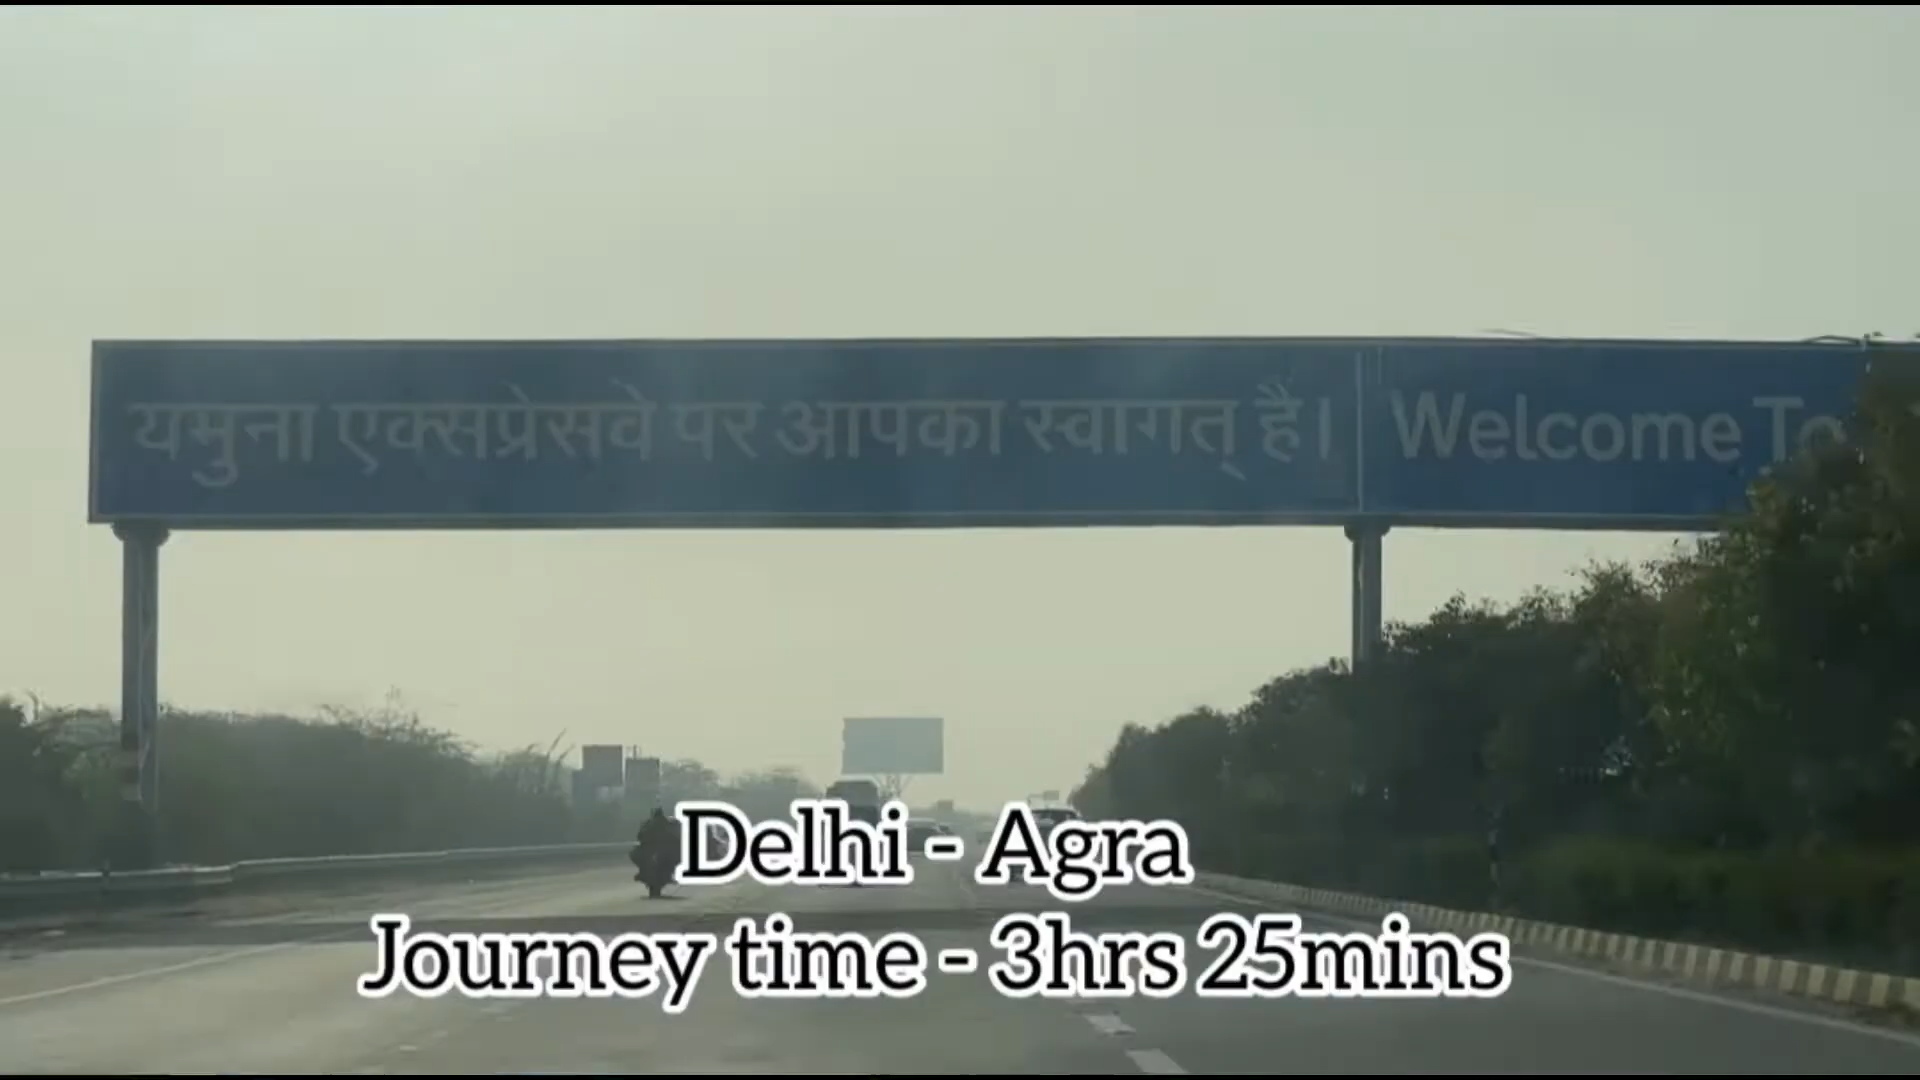 यमुना एक्सप्रेसवे पर आपका स्वागत् है। Welcome To
Delhi - Agra
Journey time - 3hrs 25mins